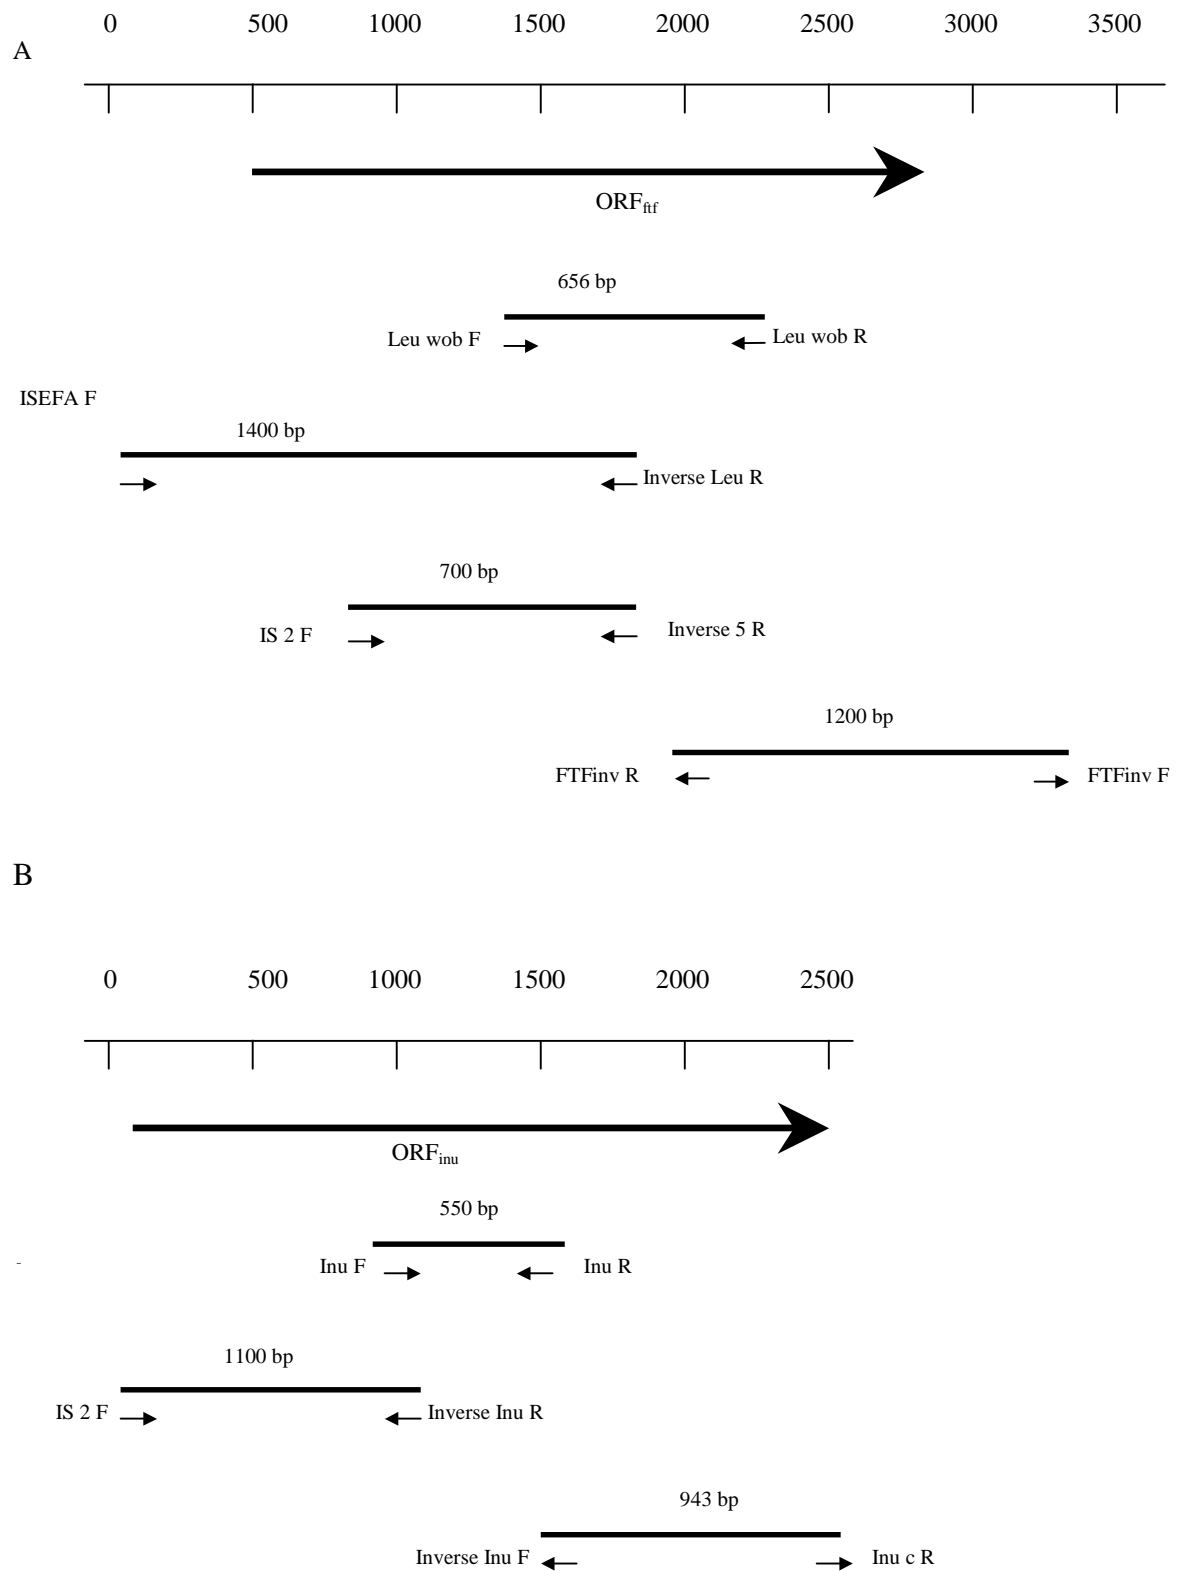 0 500 1000 1500 2000 2500 3000 3500
A
ORFftf
656 bp
Leu wob F
Leu wob R
ISEFA F
1400 bp
Inverse Leu R
700 bp
IS 2 F
Inverse 5 R
1200 bp
FTFinv R
FTFinv F
B
0 500 1000 1500 2000 2500
ORFinu
550 bp
Inu F
Inu R
-
1100 bp
IS 2 F
Inverse Inu R
943 bp
Inverse Inu F
Inu c R